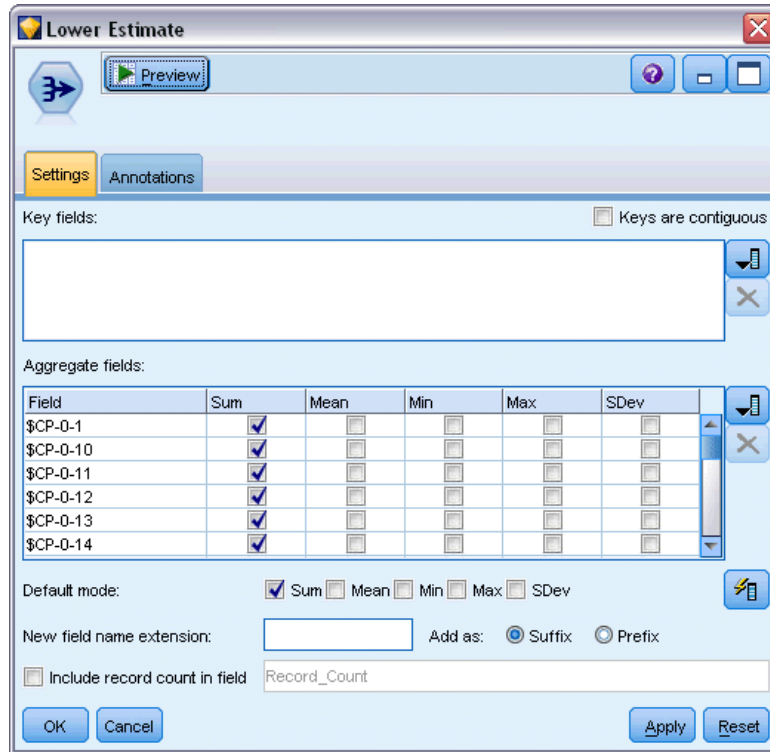 Lower Estimate
Preview
Settings Annotations
Key fields: Keys are contiguous
Aggregate fields:
Field Sum Mean Min Max SDev
$CP-0-1
$CP-0-10
$CP-0-11
$CP-0-12
$CP-0-13
$CP-0-14
Default mode: Sum Mean Min Max SDev
New field name extension: Add as: Suffix Prefix
Include record count in field Record_Count
OK Cancel Apply Reset